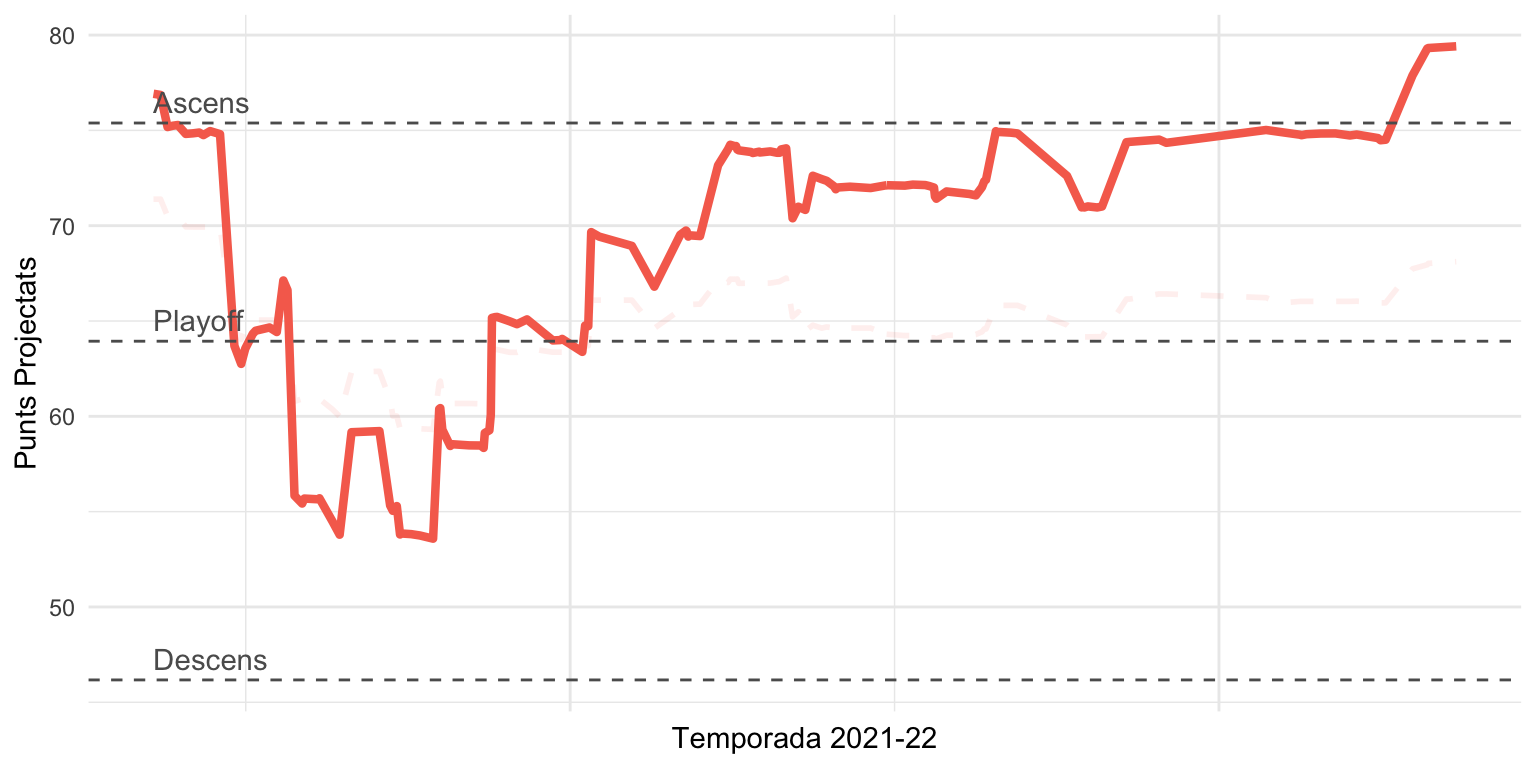 80
Ascens
70
Playoff
Punts Projectats
60
50
Descens
Temporada 2021-22